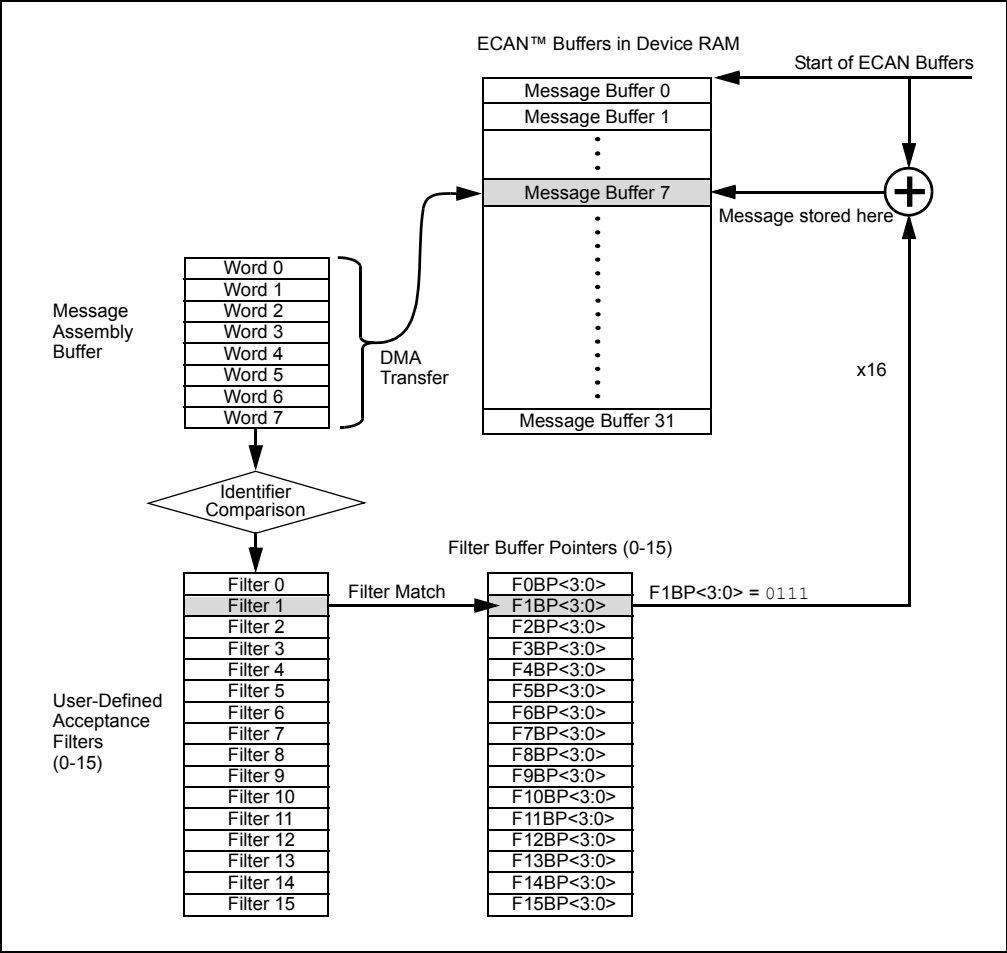 ECAN™ Buffers in Device RAM
Start of ECAN Buffers
Message Buffer 0
Message Buffer 1
Message Buffer 7
Message stored here
Message Buffer 31
x16
Message
Assembly
Buffer
Word 0
Word 1
Word 2
Word 3
Word 4
Word 5
Word 6
Word 7
DMA
Transfer
Identifier
Comparison
Filter Buffer Pointers (0-15)
User-Defined
Acceptance
Filters
(0-15)
Filter 0
Filter 1
Filter 2
Filter 3
Filter 4
Filter 5
Filter 6
Filter 7
Filter 8
Filter 9
Filter 10
Filter 11
Filter 12
Filter 13
Filter 14
Filter 15
Filter Match
F0BP<3:0>
F1BP<3:0>
F2BP<3:0>
F3BP<3:0>
F4BP<3:0>
F5BP<3:0>
F6BP<3:0>
F7BP<3:0>
F8BP<3:0>
F9BP<3:0>
F10BP<3:0>
F11BP<3:0>
F12BP<3:0>
F13BP<3:0>
F14BP<3:0>
F15BP<3:0>
F1BP<3:0> = 0111